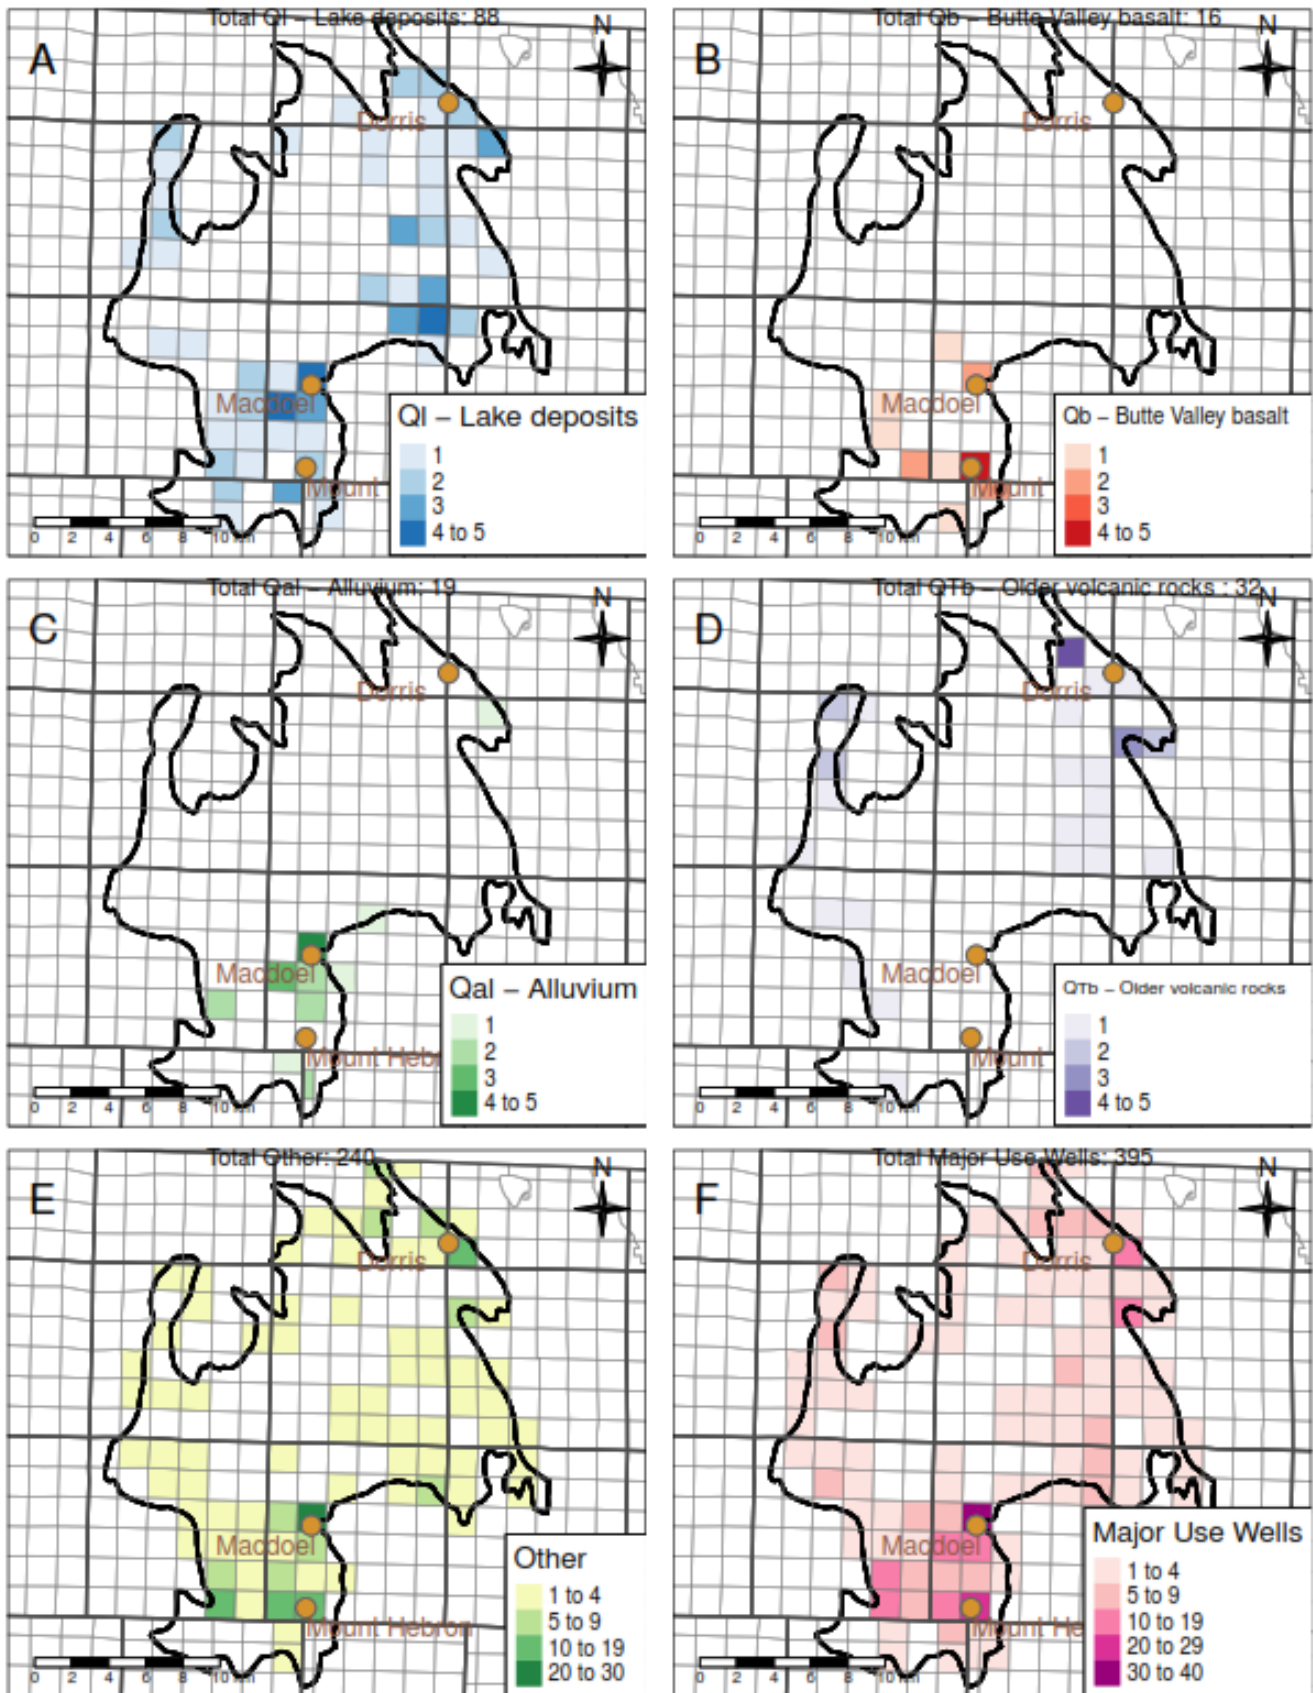 Total Ql – Lake deposits: 88
A
N
Dorris
Macdoel
Mount
Ql – Lake deposits
1
2
3
4 to 5
0 2 4 6 8 10
Total Qb – Butte Valley basalt: 16
B
N
Dorris
Macdoel
Mount
Qb – Butte Valley basalt
1
2
3
4 to 5
0 2 4 6 8 10
Total Qal – Alluvium: 19
C
N
Dorris
Macdoel
Mount Heb
Qal – Alluvium
1
2
3
4 to 5
0 2 4 6 8 10
Total QTb – Older volcanic rocks : 32
D
N
Dorris
Macdoel
Mount
QTb – Older volcanic rocks
1
2
3
4 to 5
0 2 4 6 8 10
Total Other: 240
E
N
Dorris
Macdoel
Mount Hebron
Other
1 to 4
5 to 9
10 to 19
20 to 30
0 2 4 6 8 10
Total Major Use Wells: 395
F
N
Dorris
Macdoel
Mount He
Major Use Wells
1 to 4
5 to 9
10 to 19
20 to 29
30 to 40
0 2 4 6 8 10